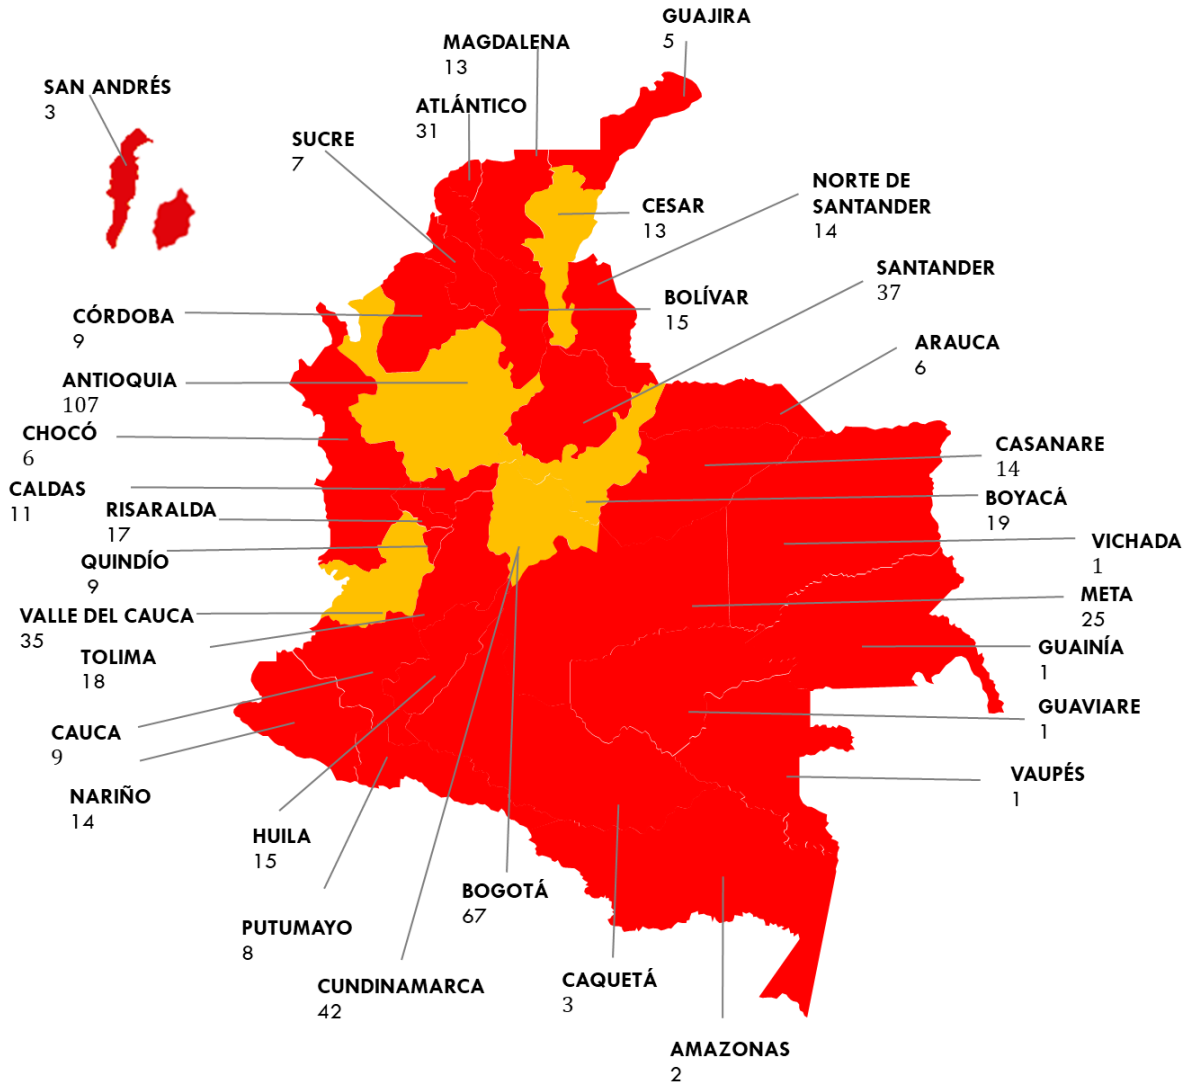 GUAJIRA
5
MAGDALENA
13
SAN ANDRÉS
3
ATLÁNTICO
31
SUCRE
7
NORTE DE
SANTANDER
14
CESAR
13
SANTANDER
37
BOLÍVAR
15
CÓRDOBA
9
ARAUCA
6
ANTIOQUIA
107
CHOCÓ
6
CASANARE
14
CALDAS
11
BOYACÁ
19
RISARALDA
17
VICHADA
1
QUINDÍO
9
META
25
VALLE DEL CAUCA
35
GUAINÍA
1
TOLIMA
18
GUAVIARE
1
CAUCA
9
VAUPÉS
1
NARIÑO
14
HUILA
15
BOGOTÁ
67
PUTUMAYO
8
CAQUETÁ
3
CUNDINAMARCA
42
AMAZONAS
2